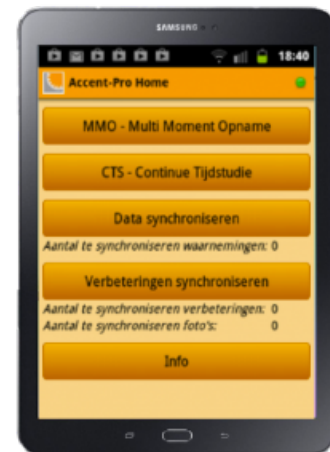 SAMSUNG
18:40
Accent-Pro Home
MMO - Multi Moment Opname
CTS - Continue Tijdstudie
Data synchroniseren
Aantal te synchroniseren waarnemingen: 0
Verbeteringen synchroniseren
Aantal te synchroniseren verbeteringen: 0
Aantal te synchroniseren foto's: 0
Info